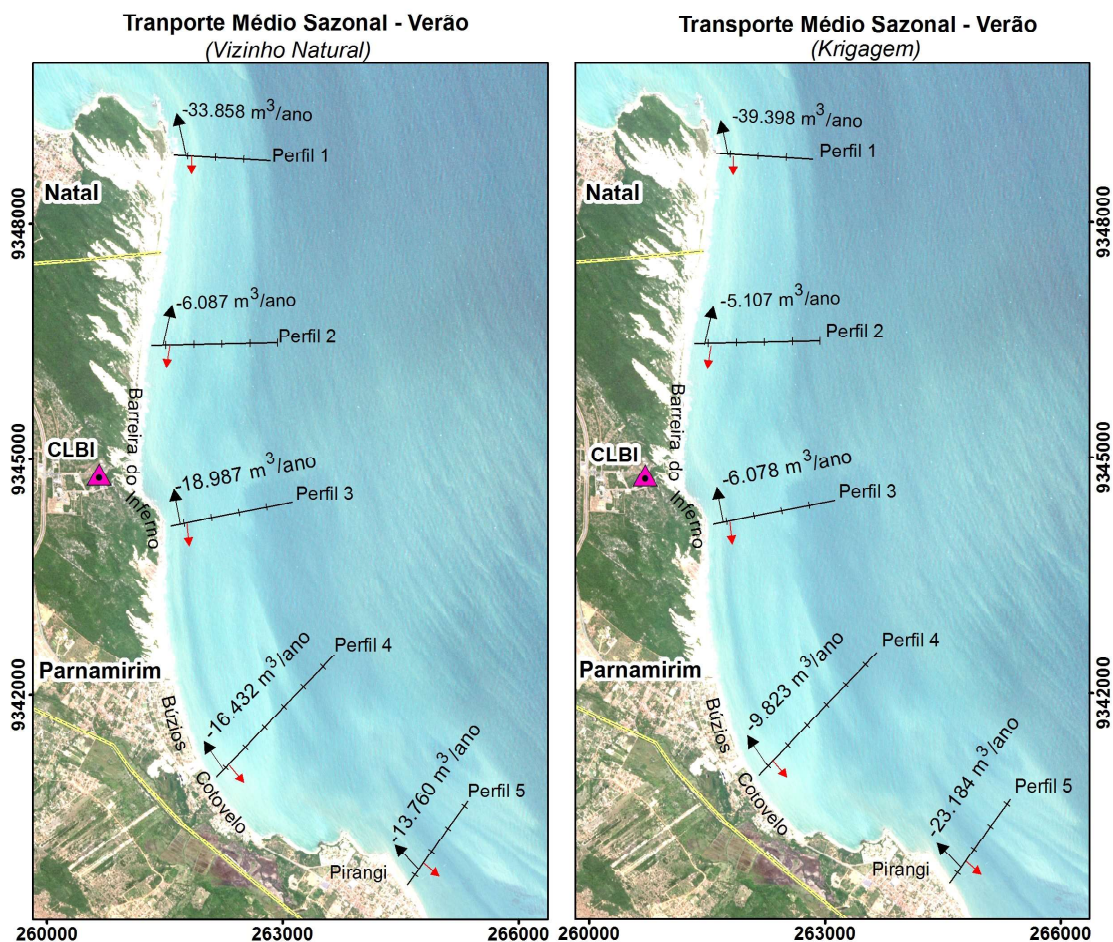 Tranporte Médio Sazonal - Verão
(Vizinho Natural)
-33.858 m³/ano
Perfil 1
Natal
9348000
-6.087 m³/ano
Perfil 2
Barreira do Inferno
CLBI
9345000
-18.987 m³/ano
Perfil 3
Perfil 4
-16.432 m³/ano
Parnamirim
9342000
Búzios
Cotovelo
-13.760 m³/ano
Perfil 5
Pirangi
260000
263000
266000
Transporte Médio Sazonal - Verão
(Krigagem)
-39.398 m³/ano
Perfil 1
Natal
9348000
-5.107 m³/ano
Perfil 2
Barreira do Inferno
CLBI
9345000
-6.078 m³/ano
Perfil 3
Perfil 4
-9.823 m³/ano
Parnamirim
9342000
Búzios
Cotovelo
-23.184 m³/ano
Perfil 5
Pirangi
260000
263000
266000